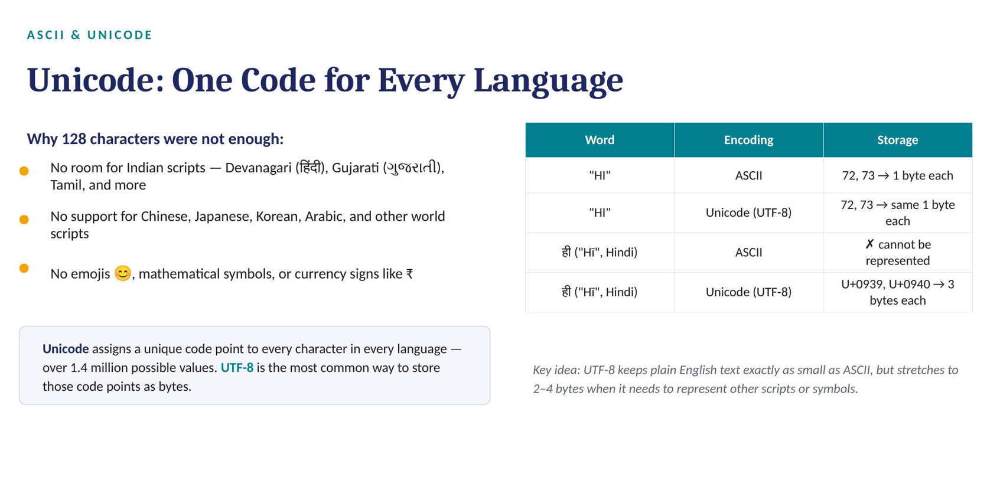 ASCII & UNICODE
Unicode: One Code for Every Language
Why 128 characters were not enough:
No room for Indian scripts — Devanagari (हिंदी), Gujarati (ગુજરાતી),
Tamil, and more
No support for Chinese, Japanese, Korean, Arabic, and other world
scripts
No emojis 😊, mathematical symbols, or currency signs like ₹
Unicode assigns a unique code point to every character in every language —
over 1.4 million possible values. UTF-8 is the most common way to store
those code points as bytes.
Word Encoding Storage
"HI" ASCII 72, 73 → 1 byte each
"HI" Unicode (UTF-8) 72, 73 → same 1 byte
each
ही ("Hī", Hindi) ASCII ✗ cannot be
represented
ही ("Hī", Hindi) Unicode (UTF-8) U+0939, U+0940 → 3
bytes each
Key idea: UTF-8 keeps plain English text exactly as small as ASCII, but stretches to
2–4 bytes when it needs to represent other scripts or symbols.